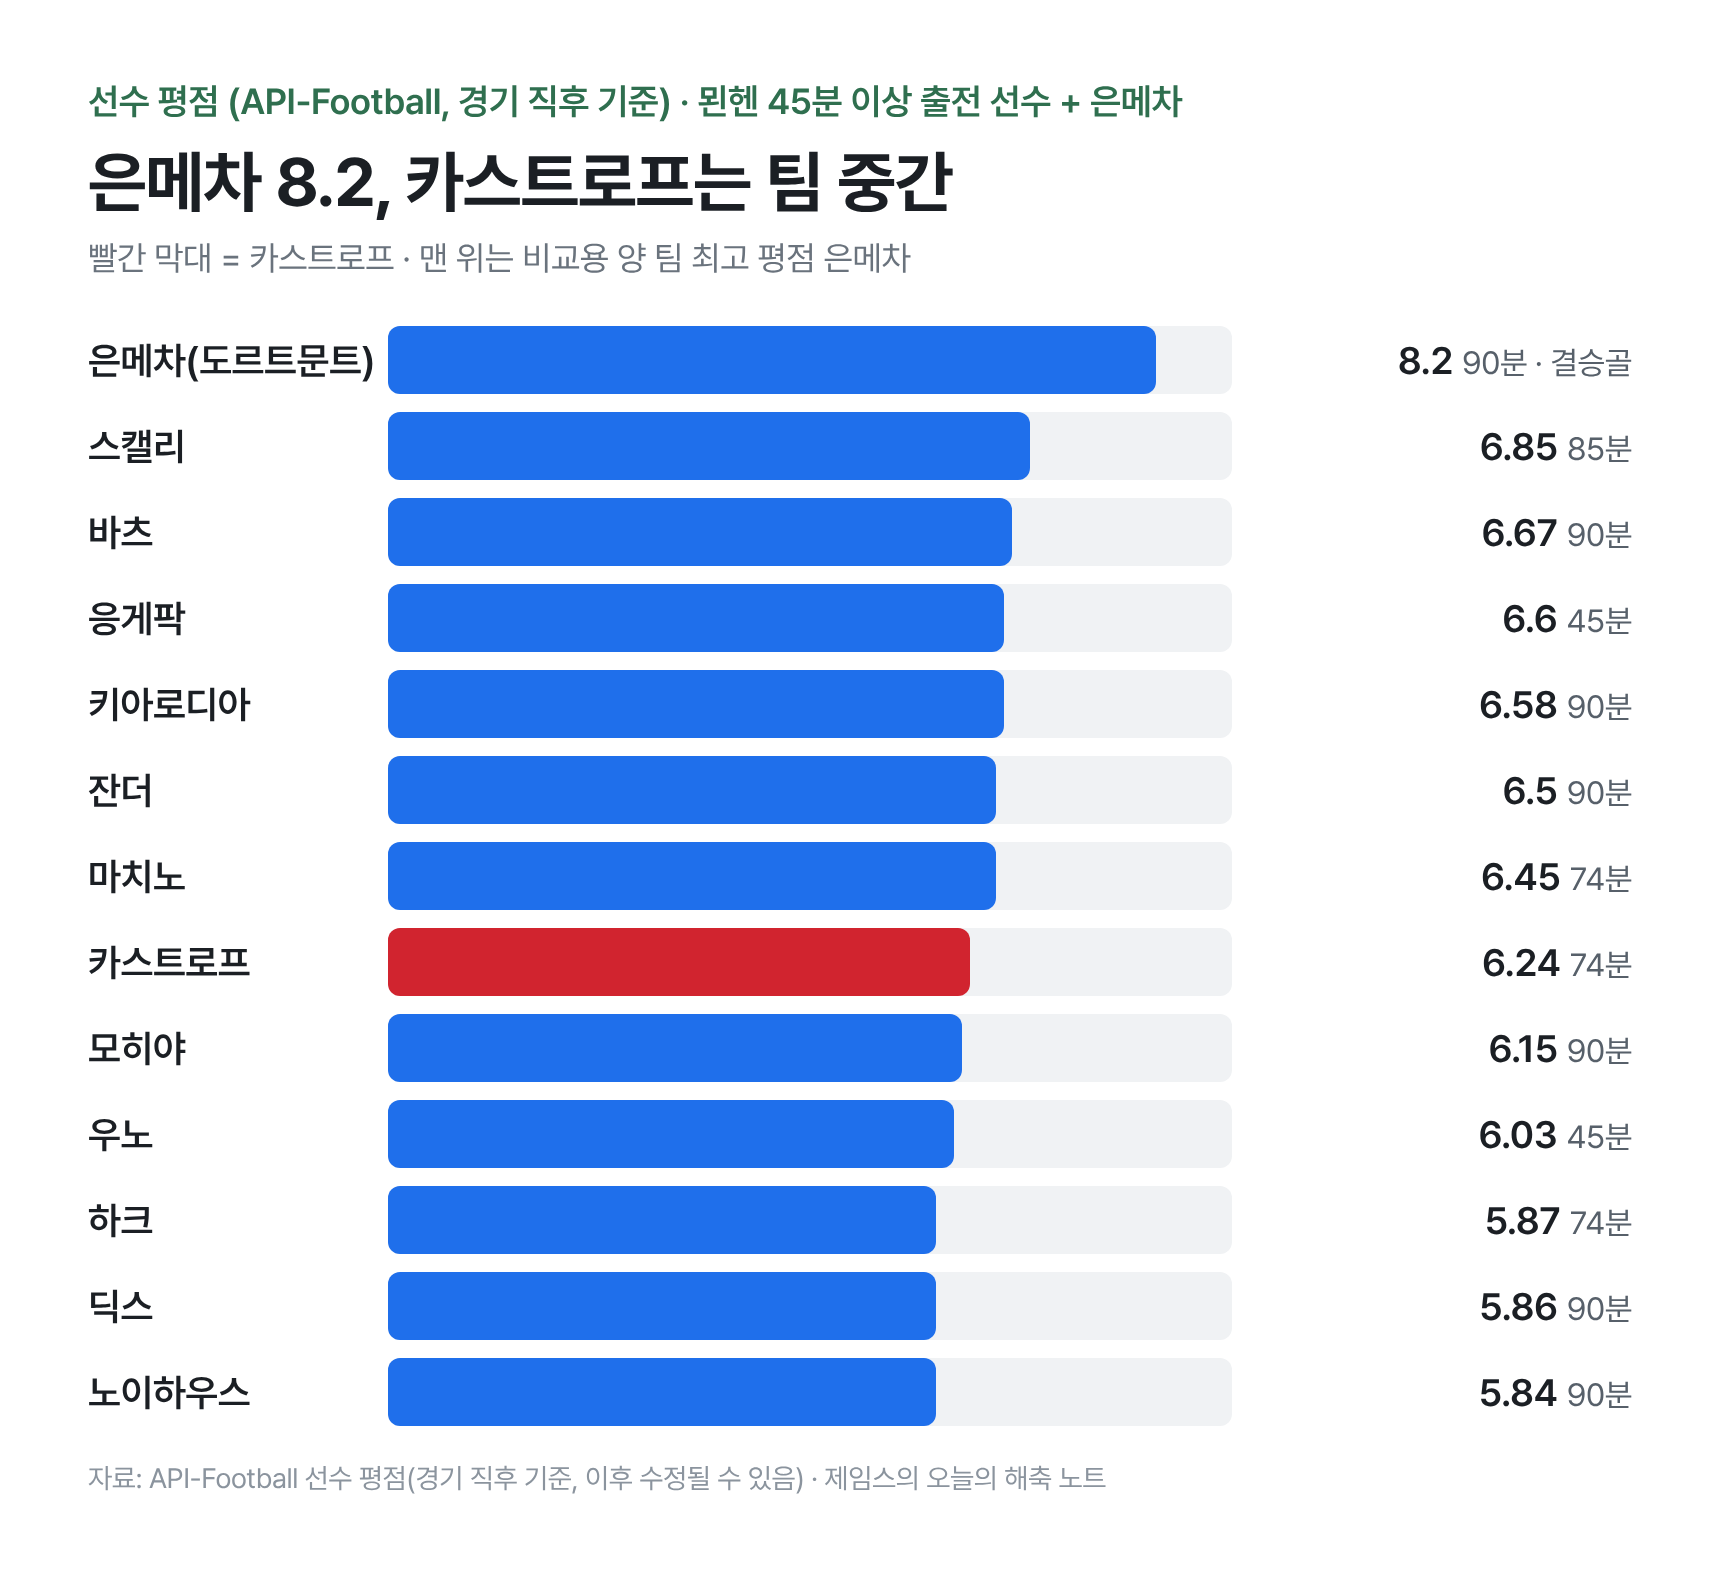 선수 평점 (API-Football, 경기 직후 기준) · 묀헨 45분 이상 출전 선수 + 은메차
은메차 8.2, 카스트로프는 팀 중간
빨간 막대 = 카스트로프 · 맨 위는 비교용 양 팀 최고 평점 은메차
은메차(도르트문트) 8.2 90분 · 결승골
스캘리 6.85 85분
바츠 6.67 90분
응게팍 6.6 45분
키아로디아 6.58 90분
잔더 6.5 90분
마치노 6.45 74분
카스트로프 6.24 74분
모히야 6.15 90분
우노 6.03 45분
하크 5.87 74분
딕스 5.86 90분
노이하우스 5.84 90분
자료: API-Football 선수 평점(경기 직후 기준, 이후 수정될 수 있음) · 제임스의 오늘의 해축 노트